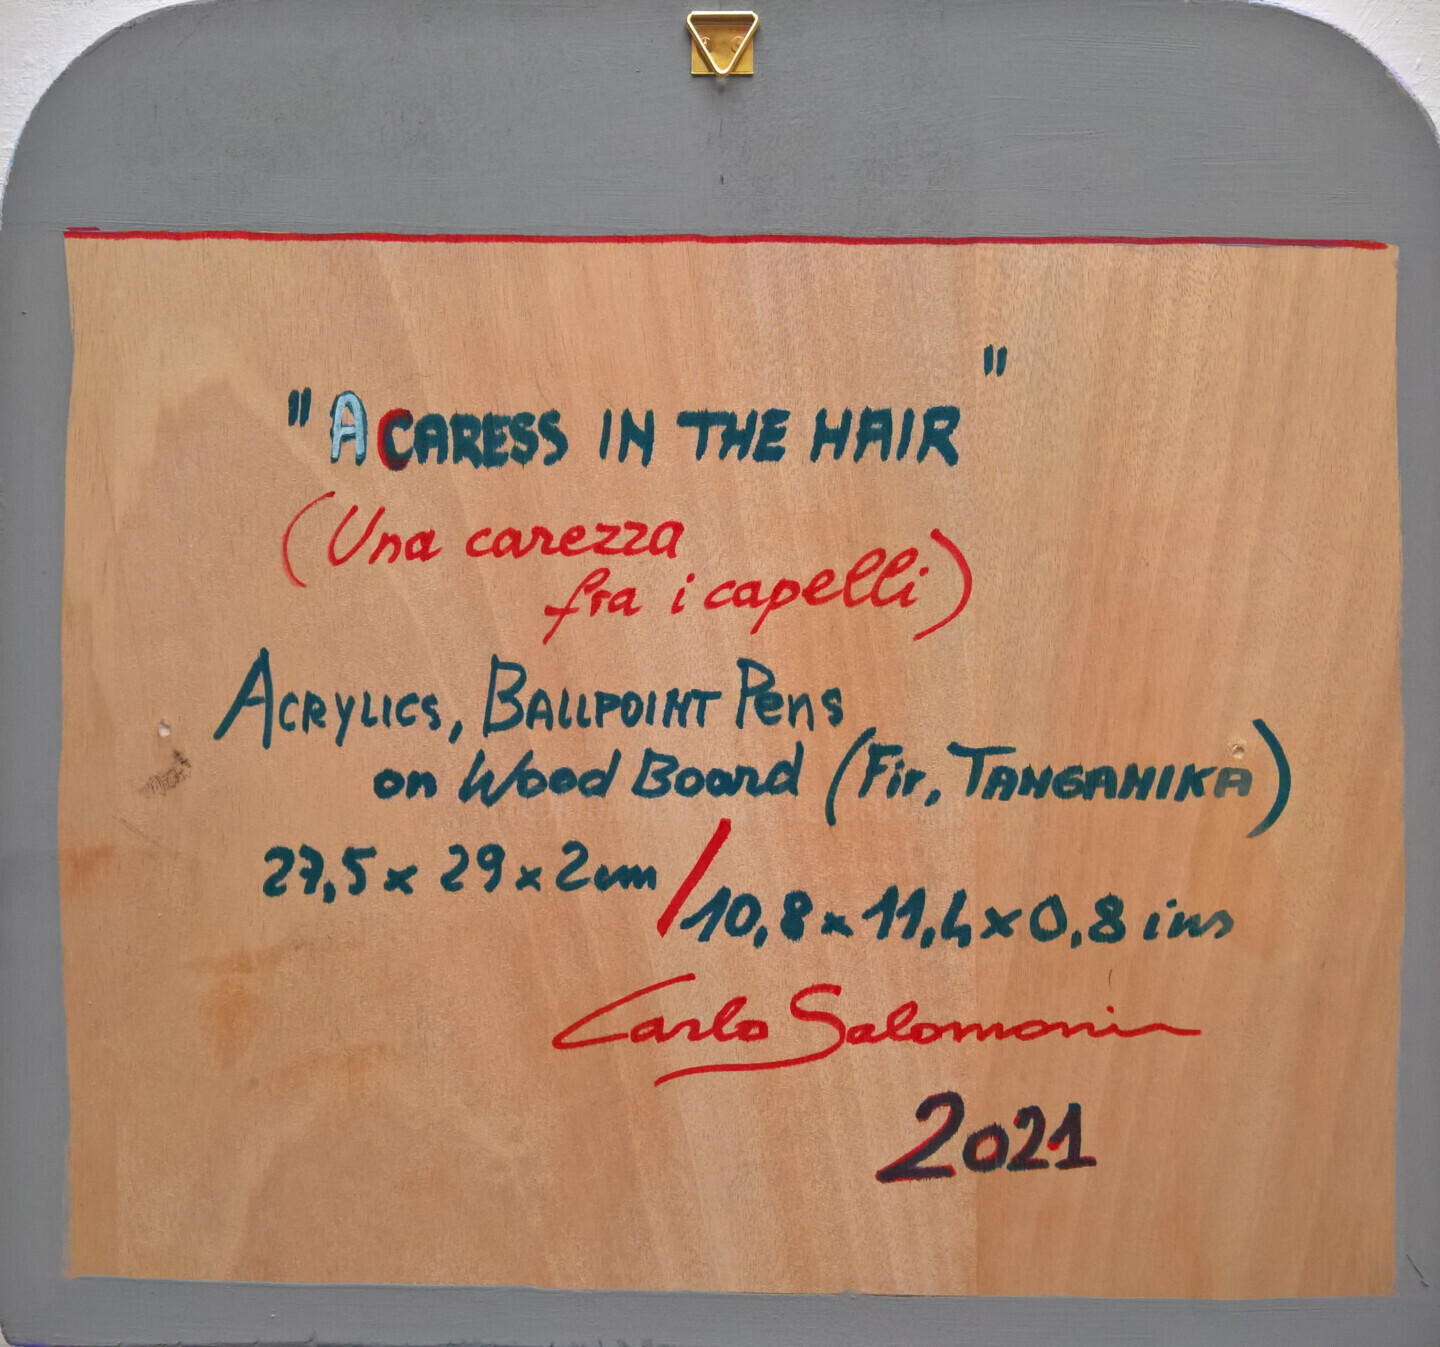 "A CARESS IN THE HAIR"
(Una carezza
fra i capelli)
ACRYLICS, BALLPOINT Pens
on Wood Board (Fir, TANGANIKA)
27,5 x 29 x 2 cm / 10,8 x 11,4 x 0,8 ins
Carlo Salomoni
2021